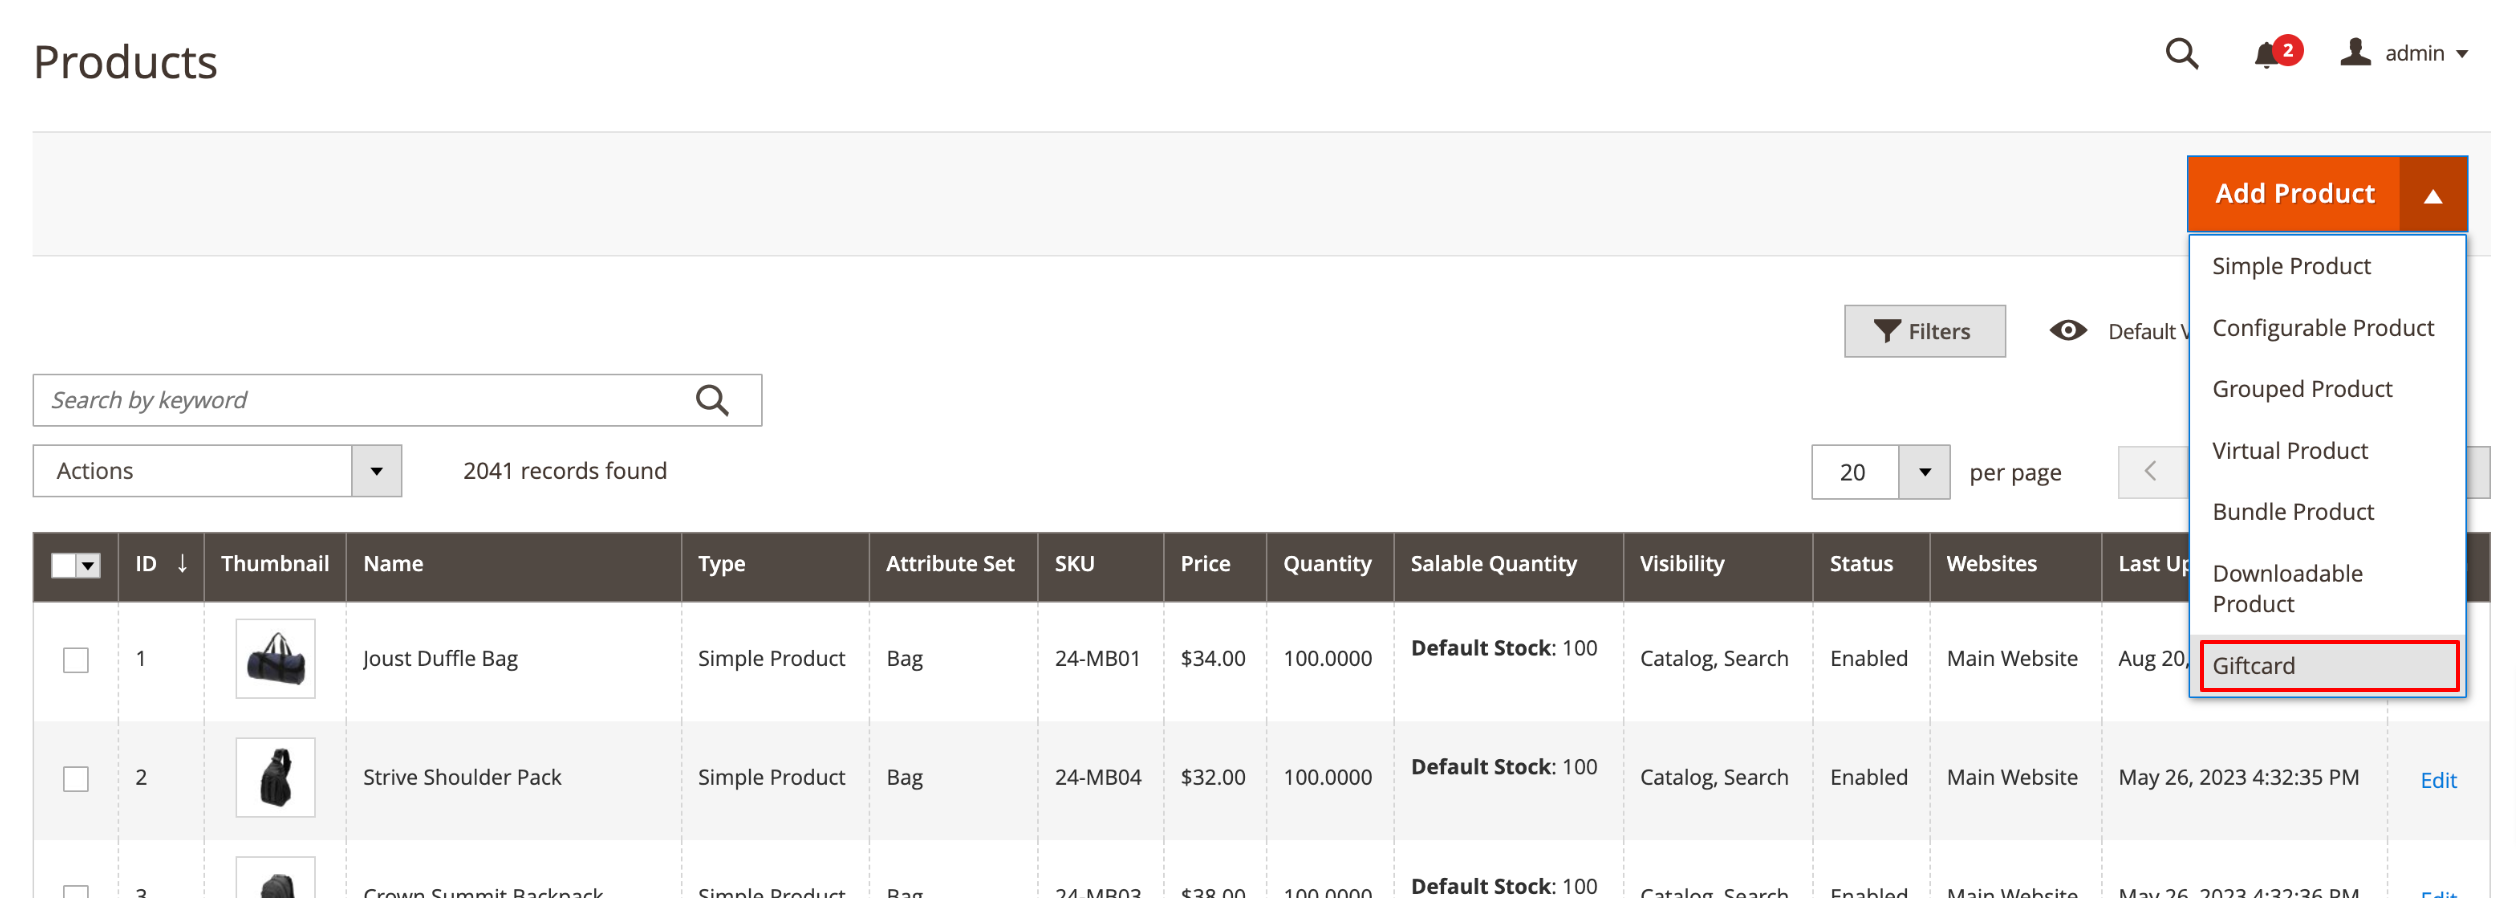 Products
2
admin
Add Product
Simple Product
Configurable Product
Grouped Product
Virtual Product
Bundle Product
Downloadable
Product
Giftcard
Filters
Default V
Search by keyword
Actions
2041 records found
20
per page
ID ↓ Thumbnail Name Type Attribute Set SKU Price Quantity Salable Quantity Visibility Status Websites Last Up
1 Joust Duffle Bag Simple Product Bag 24-MB01 $34.00 100.0000 Default Stock: 100 Catalog, Search Enabled Main Website Aug 20,
2 Strive Shoulder Pack Simple Product Bag 24-MB04 $32.00 100.0000 Default Stock: 100 Catalog, Search Enabled Main Website May 26, 2023 4:32:35 PM Edit
3 Crown Summit Backpack Simple Product Bag 24-MB03 $38.00 100.0000 Default Stock: 100 Catalog, Search Enabled Main Website May 26, 2023 4:32:36 PM Edit